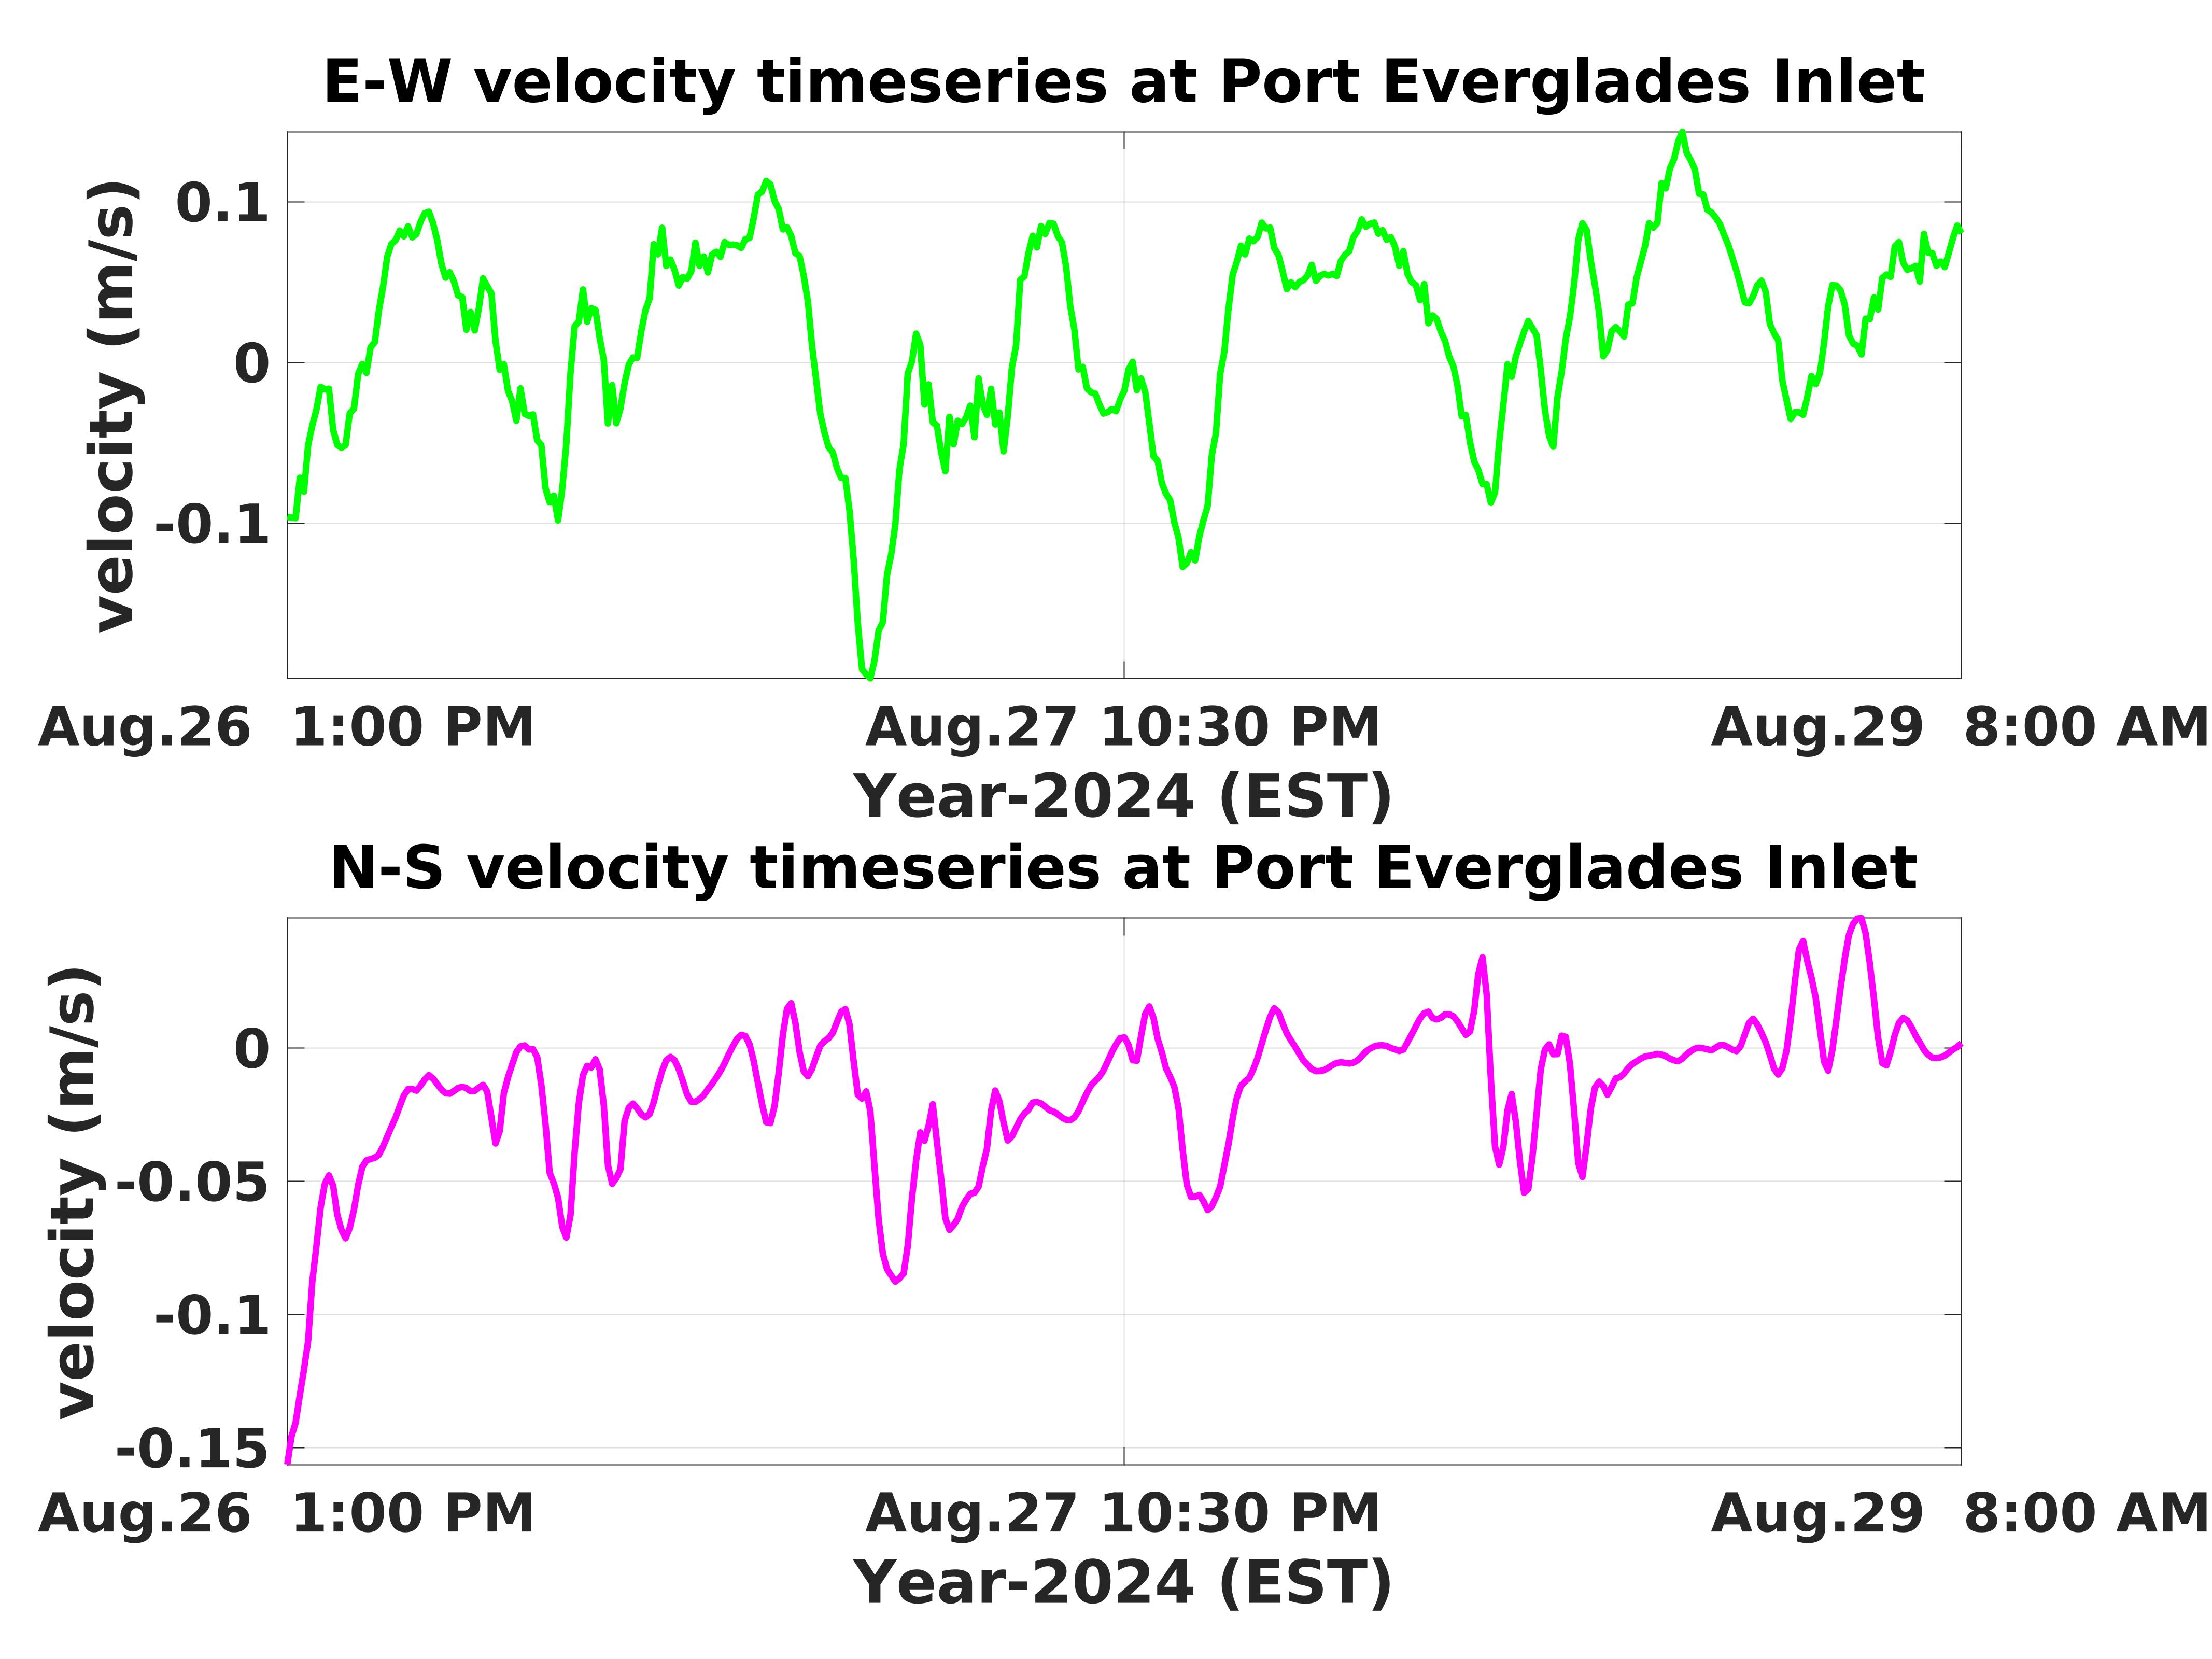 E-W velocity timeseries at Port Everglades Inlet
velocity (m/s)
0.1
0
-0.1
Aug.26  1:00 PM
Aug.27 10:30 PM
Aug.29  8:00 AM
Year-2024 (EST)
N-S velocity timeseries at Port Everglades Inlet
velocity (m/s)
0
-0.05
-0.1
-0.15
Aug.26  1:00 PM
Aug.27 10:30 PM
Aug.29  8:00 AM
Year-2024 (EST)